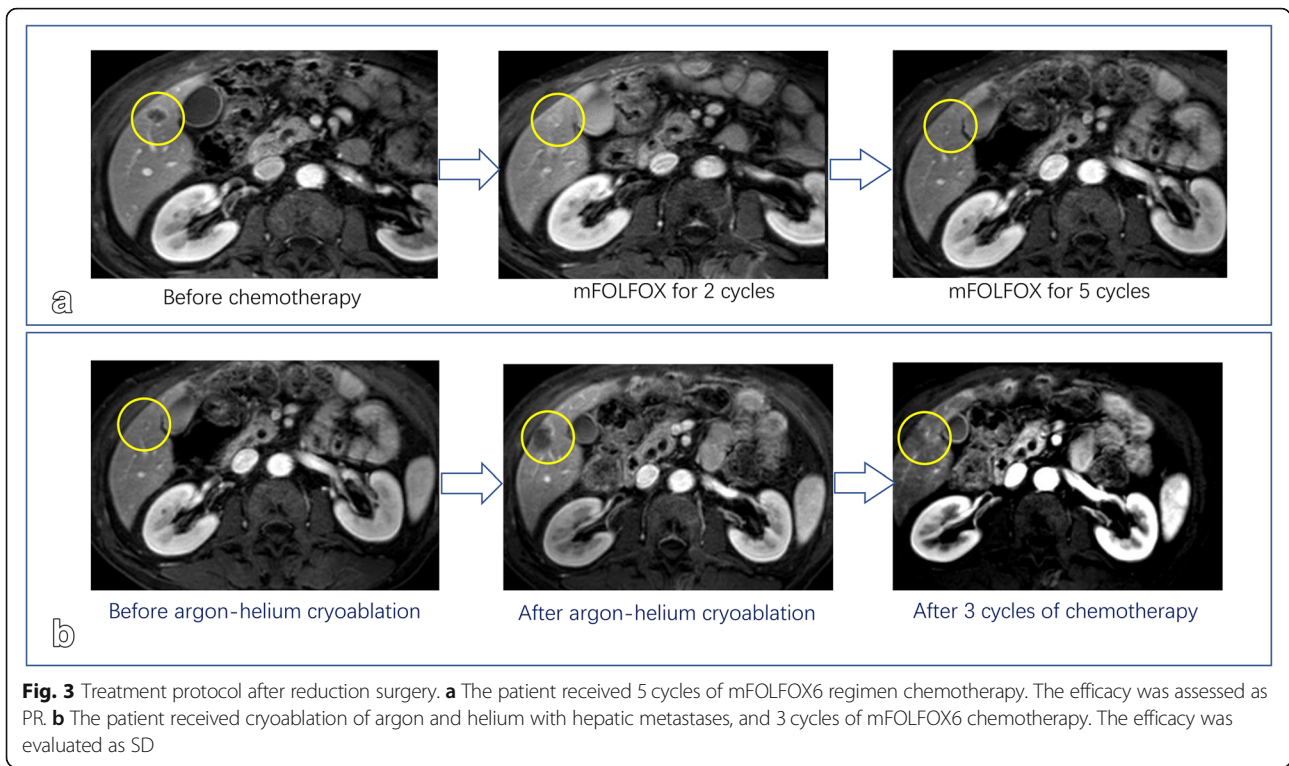 a
Before chemotherapy
mFOLFOX for 2 cycles
mFOLFOX for 5 cycles
b
Before argon-helium cryoablation
After argon-helium cryoablation
After 3 cycles of chemotherapy
Fig. 3 Treatment protocol after reduction surgery. a The patient received 5 cycles of mFOLFOX6 regimen chemotherapy. The efficacy was assessed as
PR. b The patient received cryoablation of argon and helium with hepatic metastases, and 3 cycles of mFOLFOX6 chemotherapy. The efficacy was
evaluated as SD